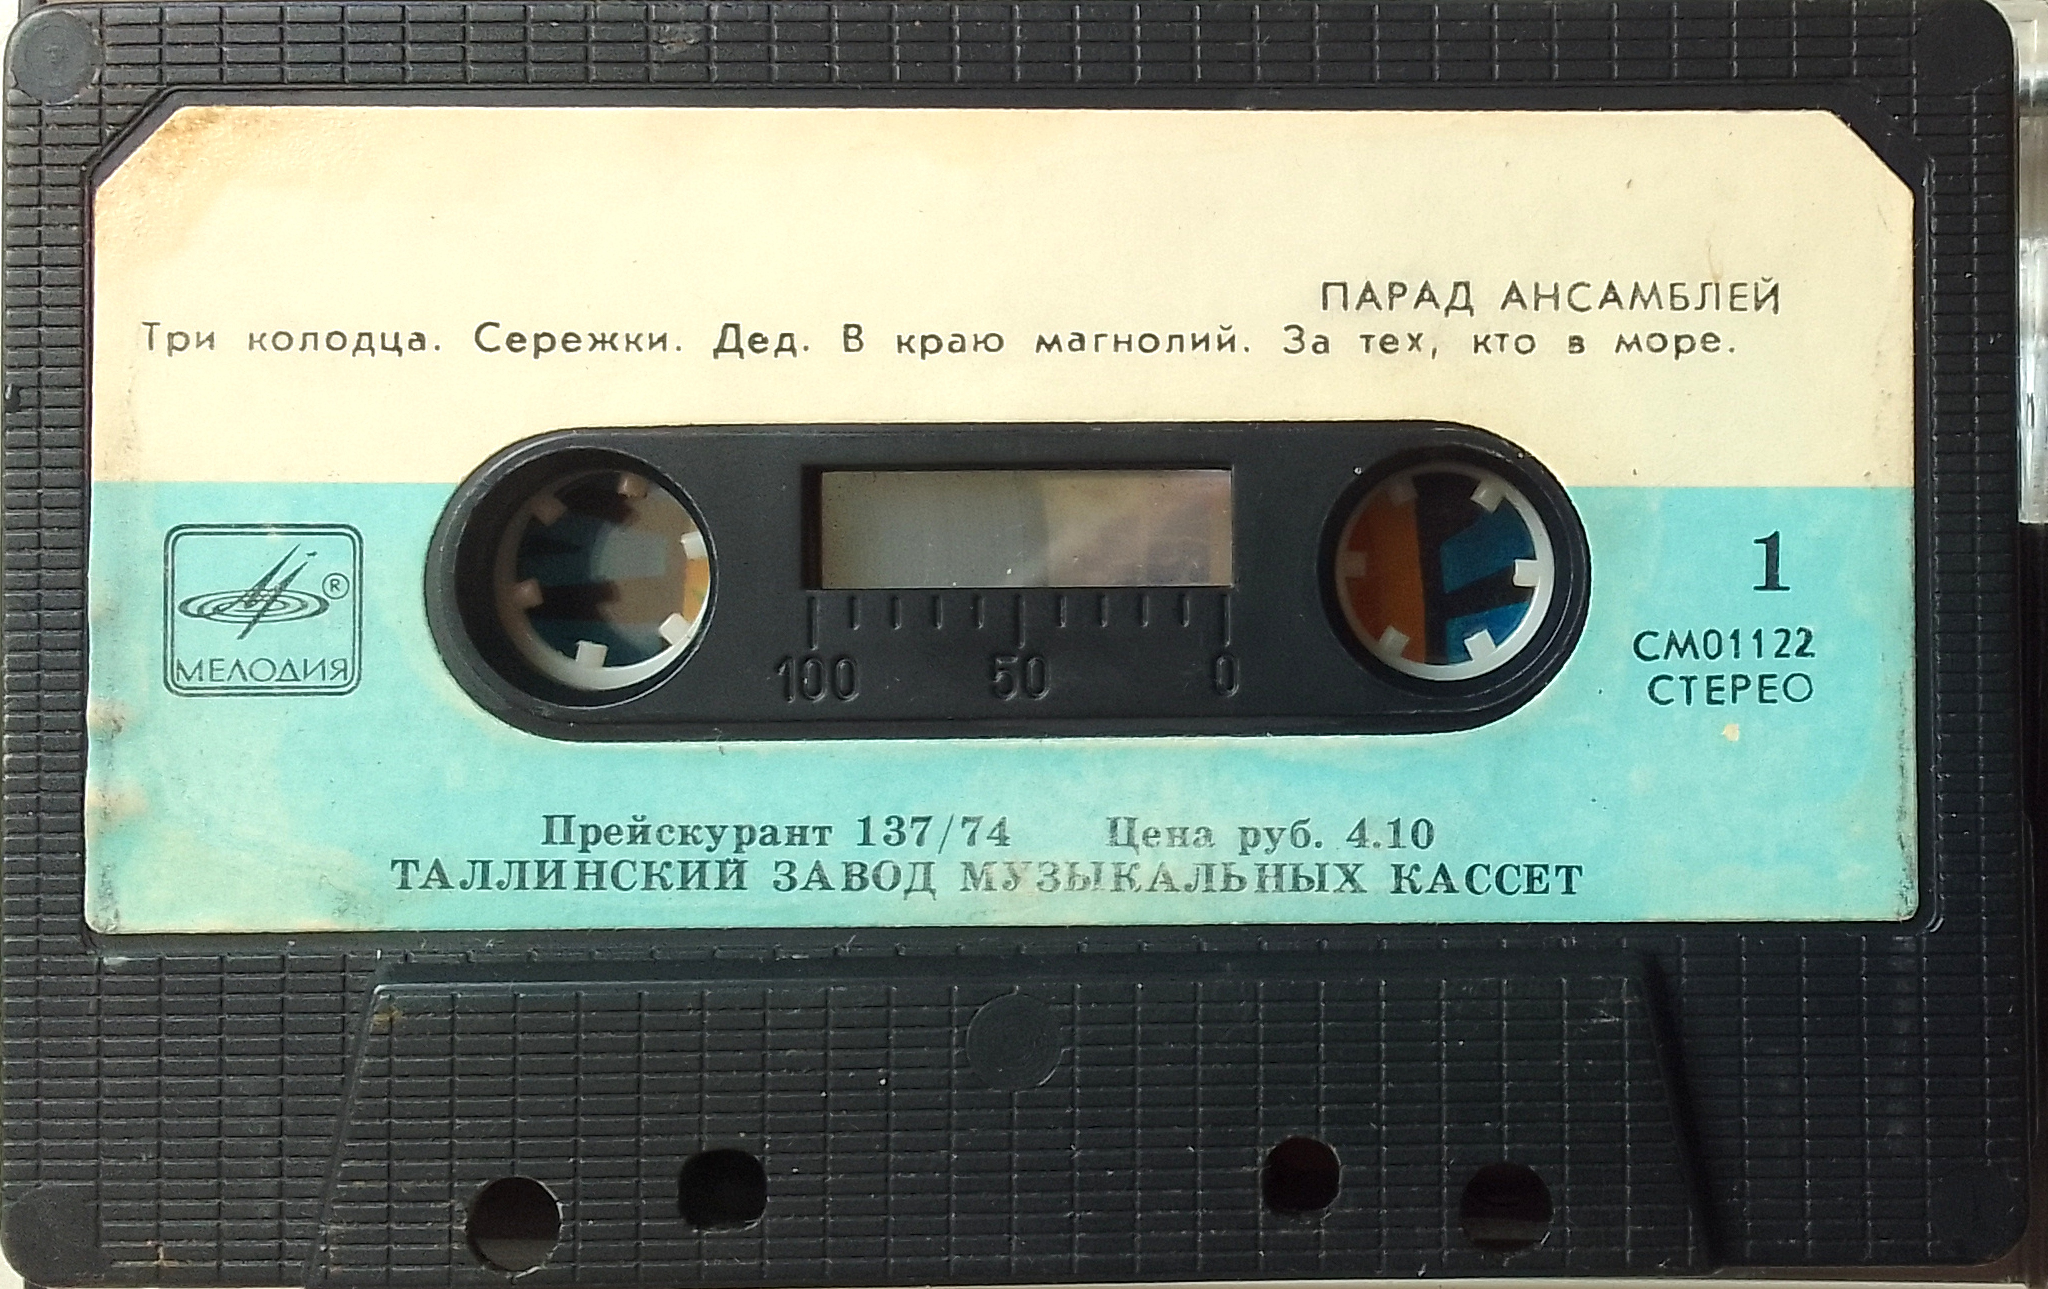 ПАРАД АНСАМБЛЕЙ
Три колодца. Сережки. Дед. В краю магнолий. За тех, кто в море.
1
®
МЕЛОДИЯ
СМ01122
СТЕРЕО
100 50 0
Прейскурант 137/74 Цена руб. 4.10
ТАЛЛИНСКИЙ ЗАВОД МУЗЫКАЛЬНЫХ КАССЕТ